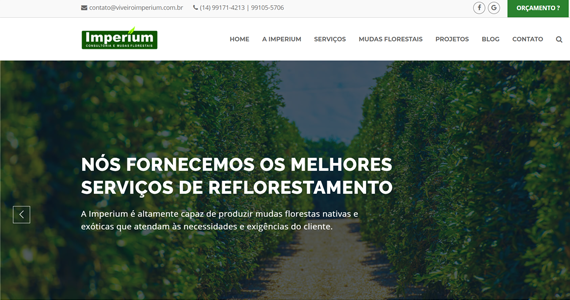 contato@viveiroimperium.com.br (14) 99171-4213 | 99105-5706 f G ORÇAMENTO ?
Imperium
CONSULTORIA E MUDAS FLORESTAIS
HOME A IMPERIUM SERVIÇOS MUDAS FLORESTAIS PROJETOS BLOG CONTATO
NÓS FORNECEMOS OS MELHORES
SERVIÇOS DE REFLORESTAMENTO
A Imperium é altamente capaz de produzir mudas florestas nativas e
exóticas que atendam às necessidades e exigências do cliente.